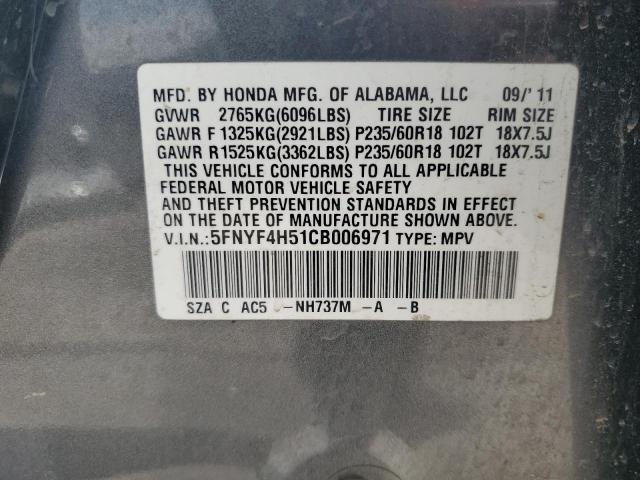 MFD. BY HONDA MFG. OF ALABAMA, LLC 09/' 11
GVWR 2765KG(6096LBS) TIRE SIZE RIM SIZE
GAWR F 1325KG(2921LBS) P235/60R18 102T 18X7.5J
GAWR R1525KG(3362LBS) P235/60R18 102T 18X7.5J
THIS VEHICLE CONFORMS TO ALL APPLICABLE
FEDERAL MOTOR VEHICLE SAFETY
AND THEFT PREVENTION STANDARDS IN EFFECT
ON THE DATE OF MANUFACTURE SHOWN ABOVE.
V.I.N.:5FNYF4H51CB006971 TYPE: MPV
SZA C AC5 -NH737M -A -B